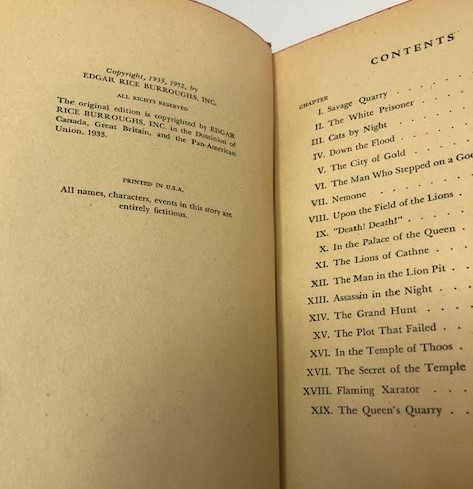 Copyright, 1933, 1952, by
EDGAR RICE BURROUGHS, INC.
ALL RIGHTS RESERVED
The original edition is copyrighted by EDGAR
RICE BURROUGHS, INC. in the Dominion of
Canada, Great Britain, and the Pan-American
Union, 1933.
PRINTED IN U.S.A.
All names, characters, events in this story are
entirely fictitious.
CONTENTS
CHAPTER
I. Savage Quarry . . . .
II. The White Prisoner . . .
III. Cats by Night . . . .
IV. Down the Flood . . . .
V. The City of Gold . . .
VI. The Man Who Stepped on a God
VII. Nemone . . . . .
VIII. Upon the Field of the Lions .
IX. "Death! Death!" . . . .
X. In the Palace of the Queen .
XI. The Lions of Cathne . .
XII. The Man in the Lion Pit .
XIII. Assassin in the Night . .
XIV. The Grand Hunt . . .
XV. The Plot That Failed . .
XVI. In the Temple of Thoos . .
XVII. The Secret of the Temple .
XVIII. Flaming Xarator . . .
XIX. The Queen's Quarry . .